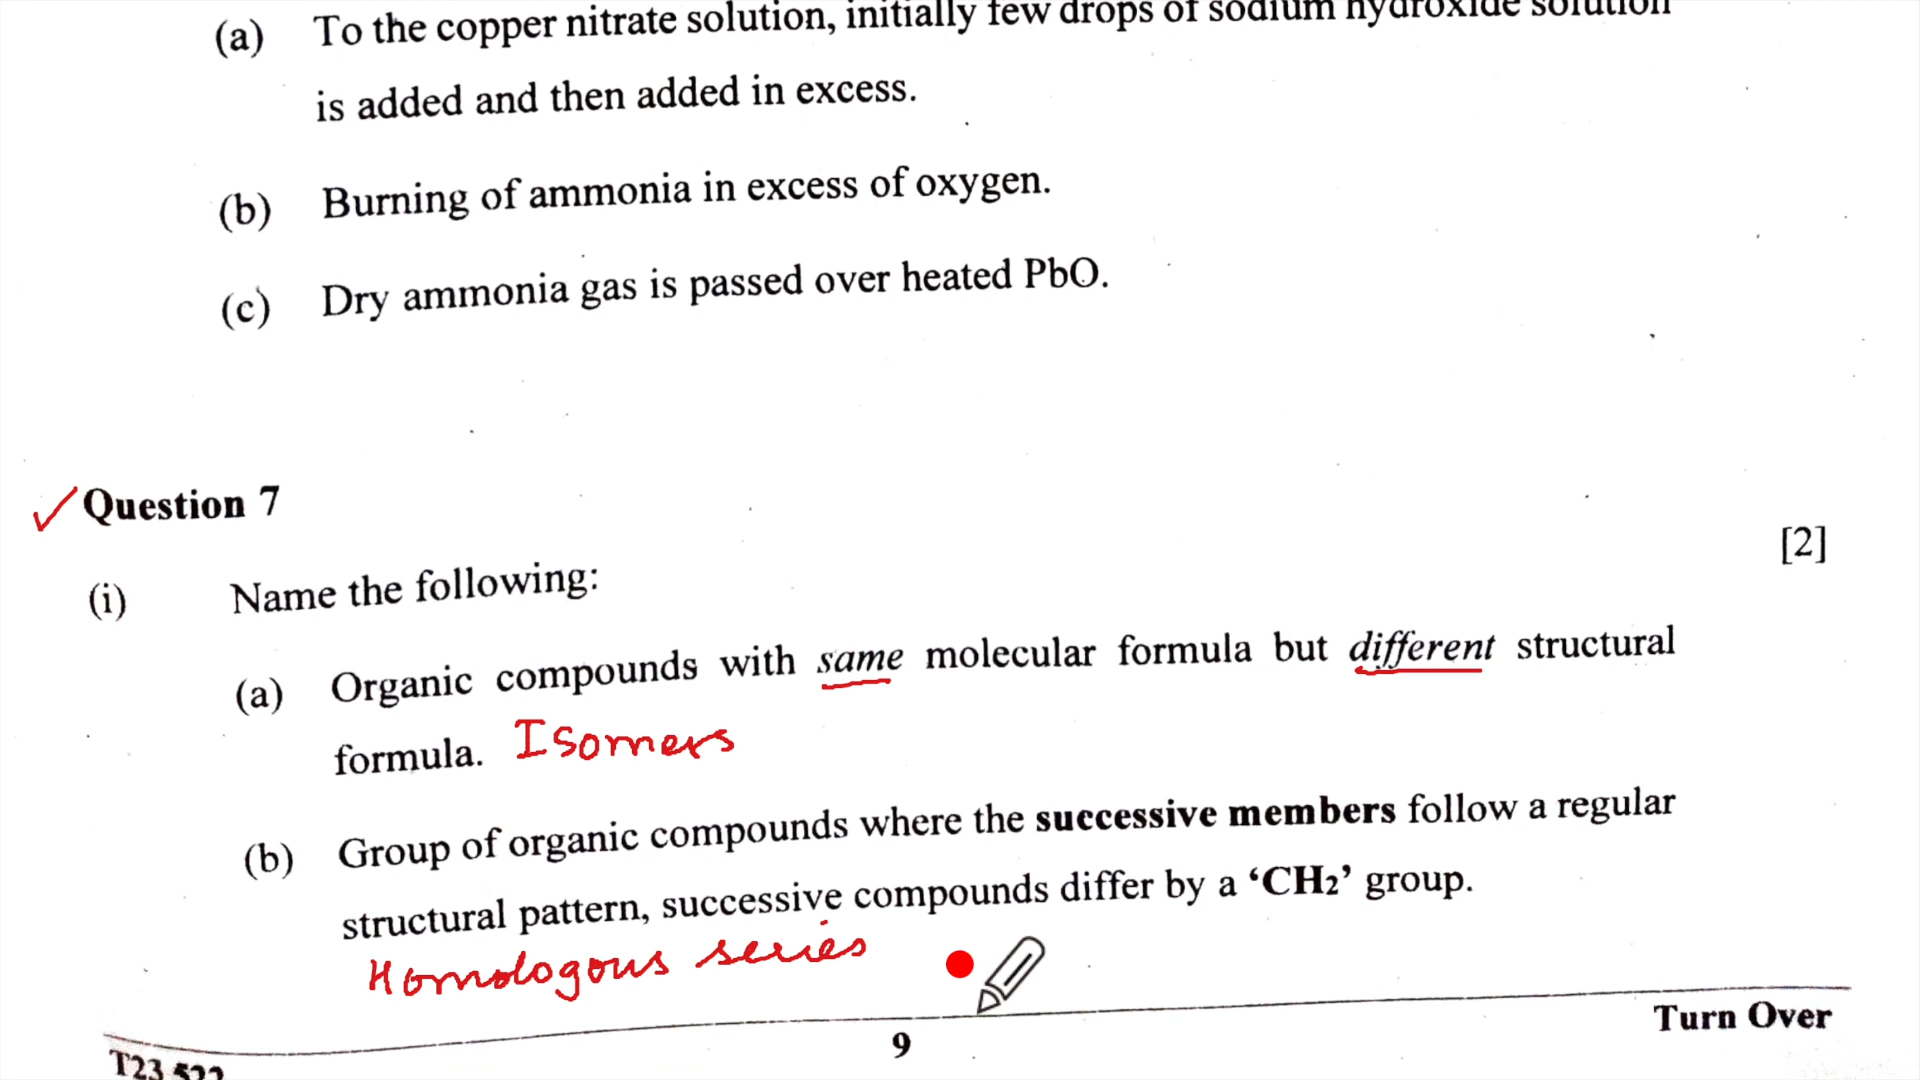 (a) To the copper nitrate solution, initially few drops of sodium hydroxide solution
is added and then added in excess.
(b) Burning of ammonia in excess of oxygen.
(c) Dry ammonia gas is passed over heated PbO.
Question 7
[2]
(i) Name the following:
(a) Organic compounds with same molecular formula but different structural
formula. Isomers
(b) Group of organic compounds where the successive members follow a regular
structural pattern, successive compounds differ by a ‘CH₂’ group.
Homologous series
Turn Over
9
T23 522